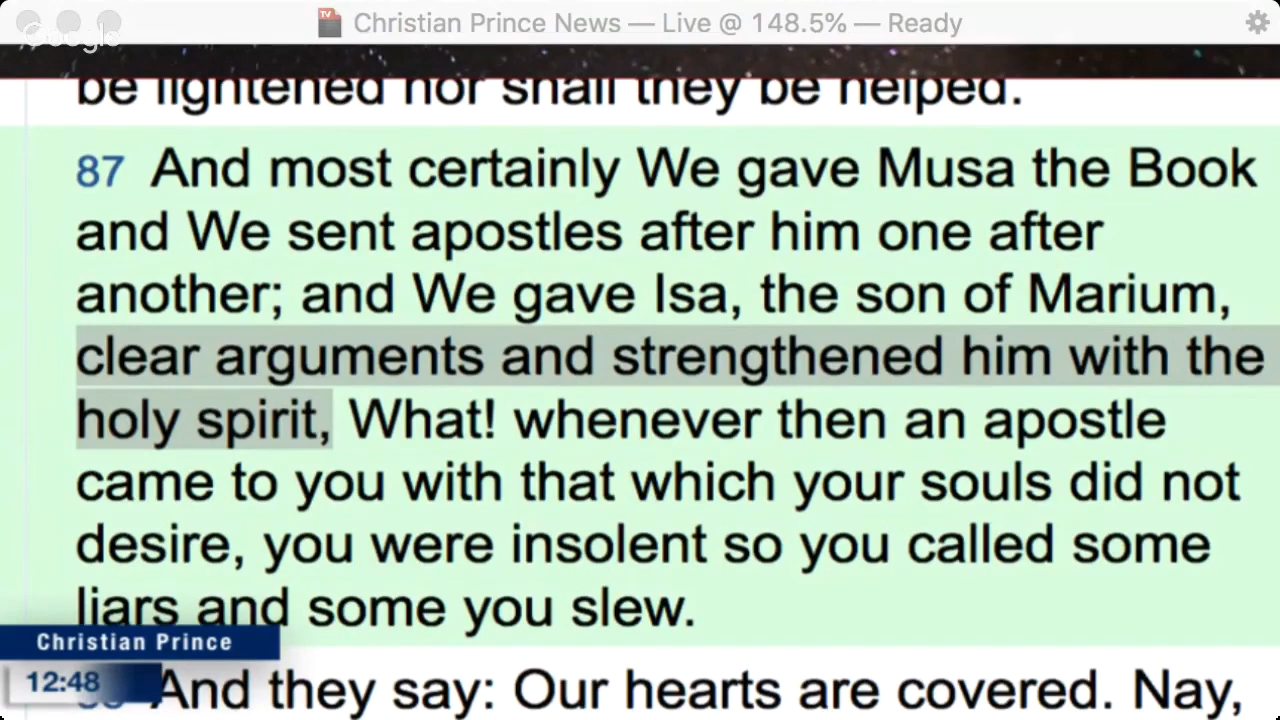 Christian Prince News — Live @ 148.5% — Ready
Google
be lightened nor shall they be helped.
87 And most certainly We gave Musa the Book
and We sent apostles after him one after
another; and We gave Isa, the son of Marium,
clear arguments and strengthened him with the
holy spirit, What! whenever then an apostle
came to you with that which your souls did not
desire, you were insolent so you called some
liars and some you slew.
Christian Prince
12:48
And they say: Our hearts are covered. Nay,